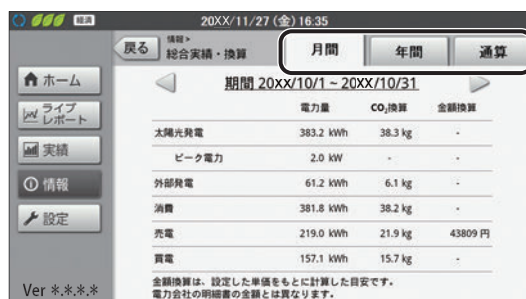 経済 20XX/11/27 (金) 16:35
戻る 情報> 総合実績・換算 月間 年間 通算
ホーム
ライブレポート
実績
情報
設定
Ver *.*.*.*
期間 20XX/10/1 ~ 20XX/10/31
電力量 CO₂換算 金額換算
太陽光発電 383.2 kWh 38.3 kg -
ピーク電力 2.0 kW - -
外部発電 61.2 kWh 6.1 kg -
消費 381.8 kWh 38.2 kg -
売電 219.0 kWh 21.9 kg 43809 円
買電 157.1 kWh 15.7 kg -
金額換算は、設定した単価をもとに計算した目安です。
電力会社の明細書の金額とは異なります。